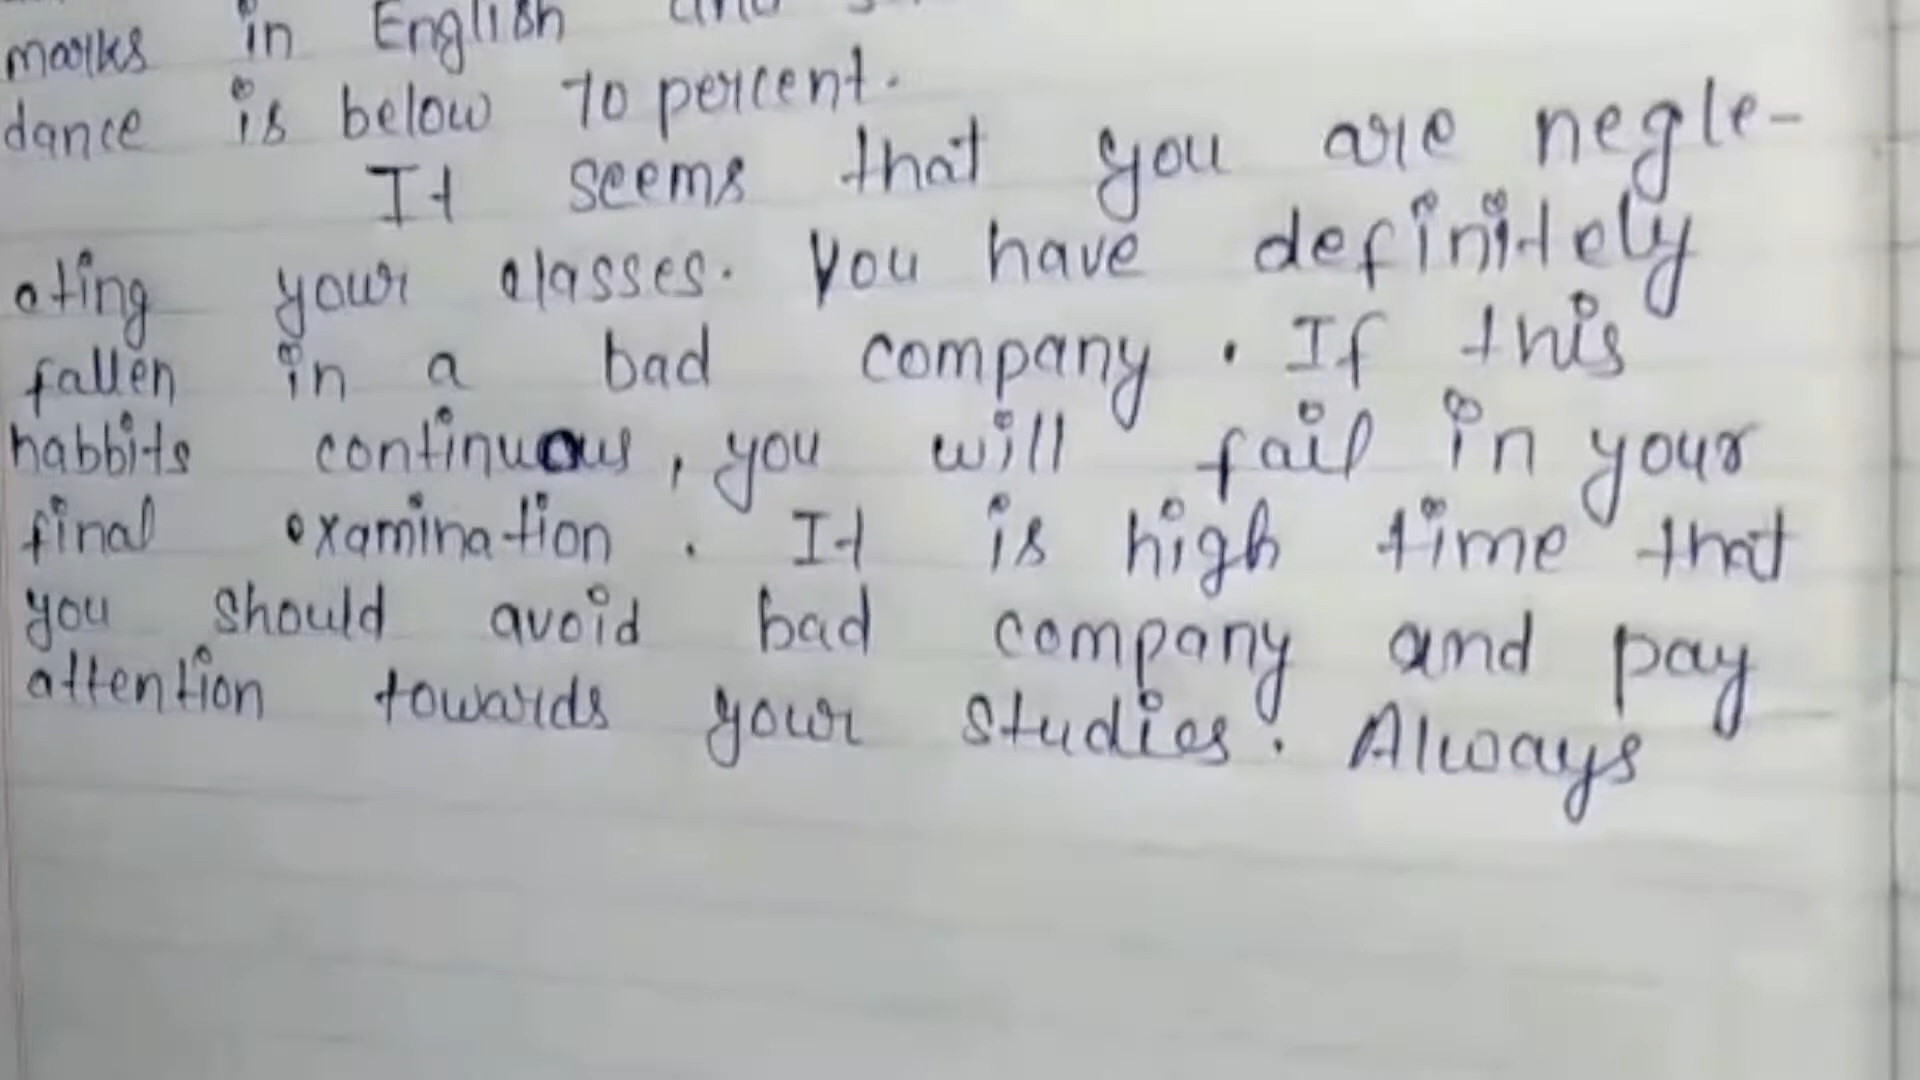 marks in English and
dance is below 70 percent.
It seems that you are negle-
cting your classes. You have definitely
fallen in a bad company. If this
habbits continuous, you will fail in your
final examination. It is high time that
you should avoid bad company and pay
attention towards your studies. Always